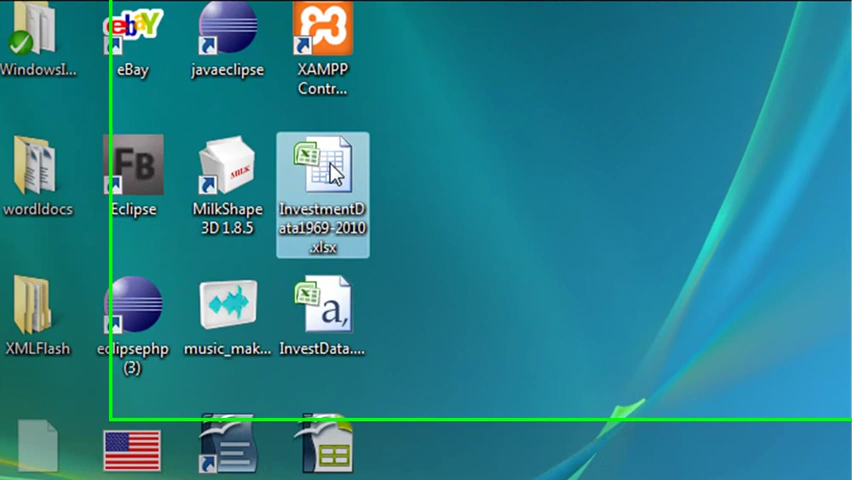 ebaY
WindowsI...
eBay
javaeclipse
XAMPP
Contr...
FB
MILK
wordldocs
Eclipse
MilkShape
3D 1.8.5
InvestmentD
ata1969-2010
.xlsx
a,
XMLFlash
eclipsephp
(3)
music_mak...
InvestData....